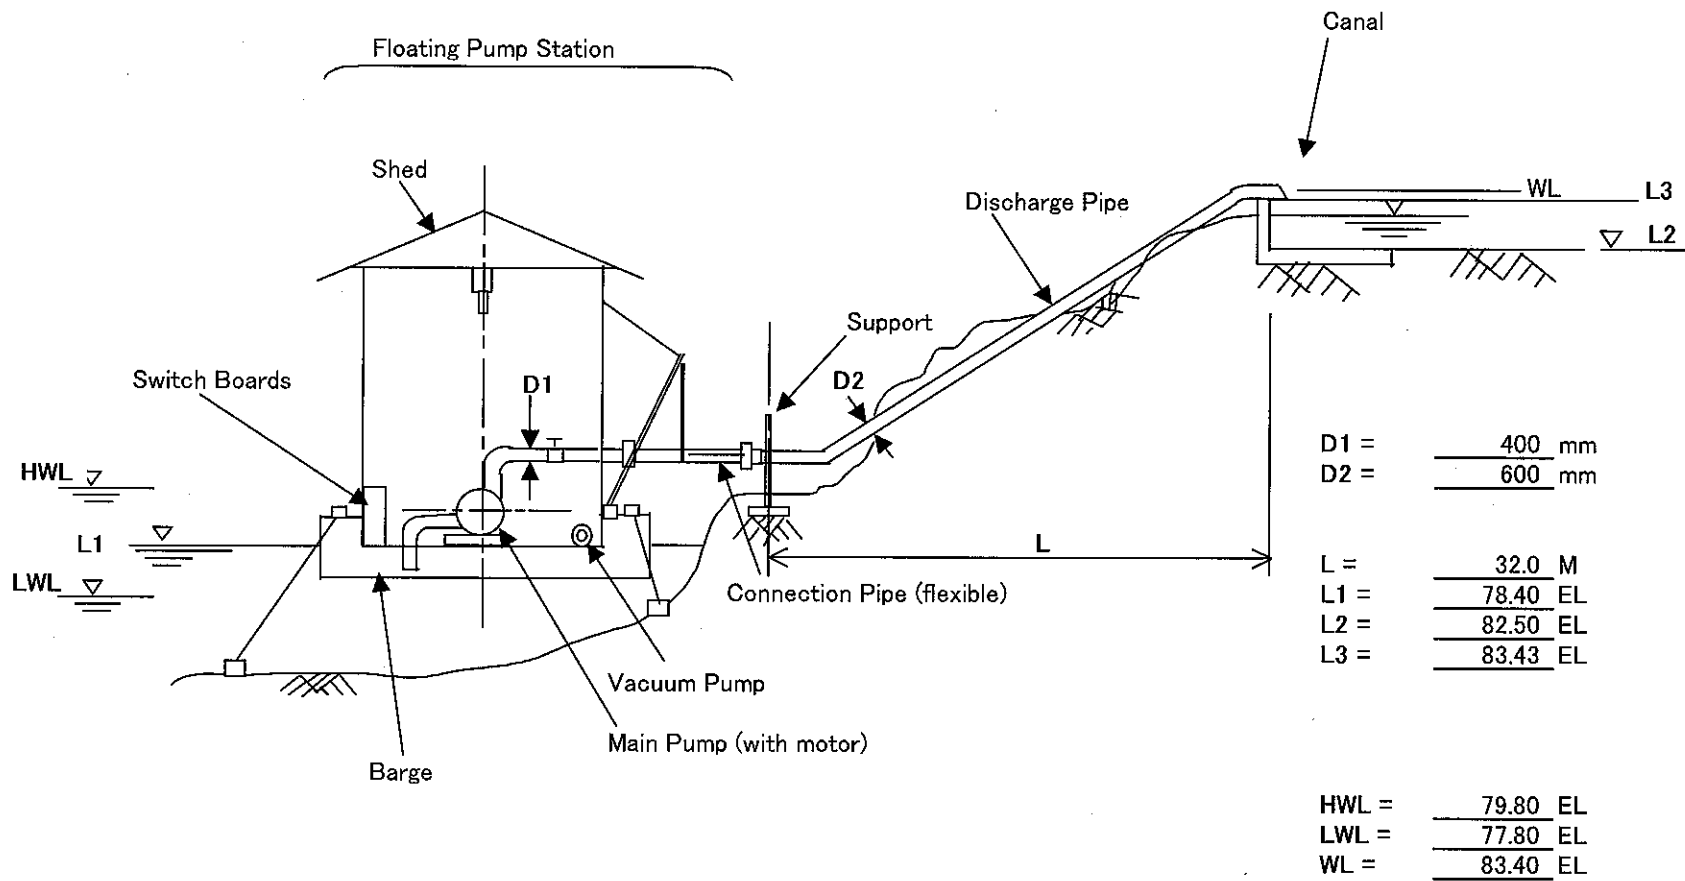 Canal
Floating Pump Station
Shed
Discharge Pipe
WL
L3
L2
Support
Switch Boards
D1
D2
HWL
L1
LWL
L
Connection Pipe (flexible)
Vacuum Pump
Main Pump (with motor)
Barge
D1 = 400 mm
D2 = 600 mm
L = 32.0 M
L1 = 78.40 EL
L2 = 82.50 EL
L3 = 83.43 EL
HWL = 79.80 EL
LWL = 77.80 EL
WL = 83.40 EL